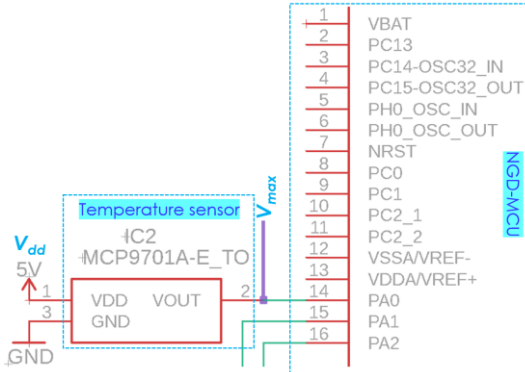 Temperature sensor
IC2
MCP9701A-E_TO
Vdd
5V
1
VDD
VOUT
2
3
GND
GND
Vmax
1 VBAT
2 PC13
3 PC14-OSC32_IN
4 PC15-OSC32_OUT
5 PH0_OSC_IN
6 PH0_OSC_OUT
7 NRST
8 PC0
9 PC1
10 PC2_1
11 PC2_2
12 VSSA/VREF-
13 VDDA/VREF+
14 PA0
15 PA1
16 PA2
NGD-MCU